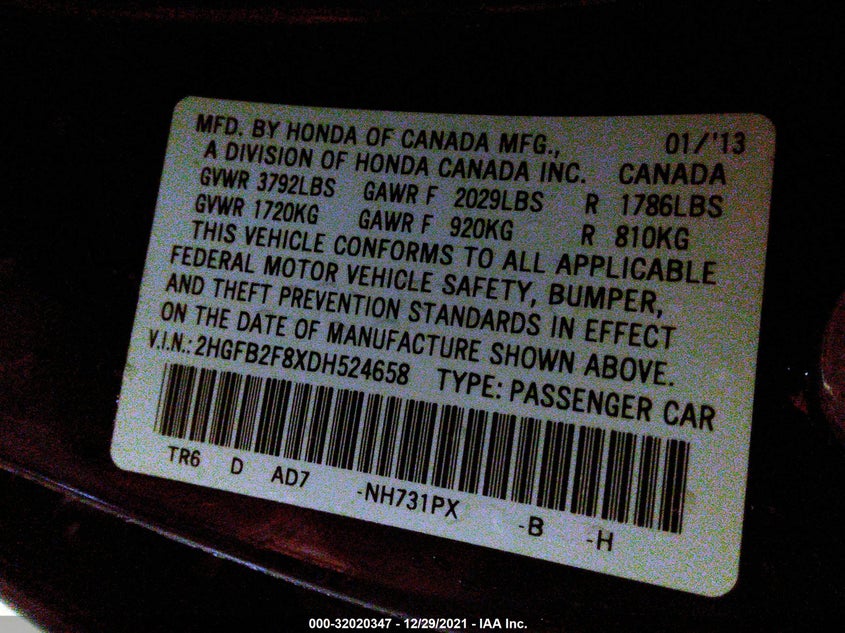 MFD. BY HONDA OF CANADA MFG., 01/'13
A DIVISION OF HONDA CANADA INC. CANADA
GVWR 3792LBS GAWR F 2029LBS R 1786LBS
GVWR 1720KG GAWR F 920KG R 810KG
THIS VEHICLE CONFORMS TO ALL APPLICABLE
FEDERAL MOTOR VEHICLE SAFETY, BUMPER,
AND THEFT PREVENTION STANDARDS IN EFFECT
ON THE DATE OF MANUFACTURE SHOWN ABOVE.
V.I.N.: 2HGFB2F8XDH524658 TYPE: PASSENGER CAR
TR6 D AD7 -NH731PX -B -H
000-32020347 - 12/29/2021 - IAA Inc.